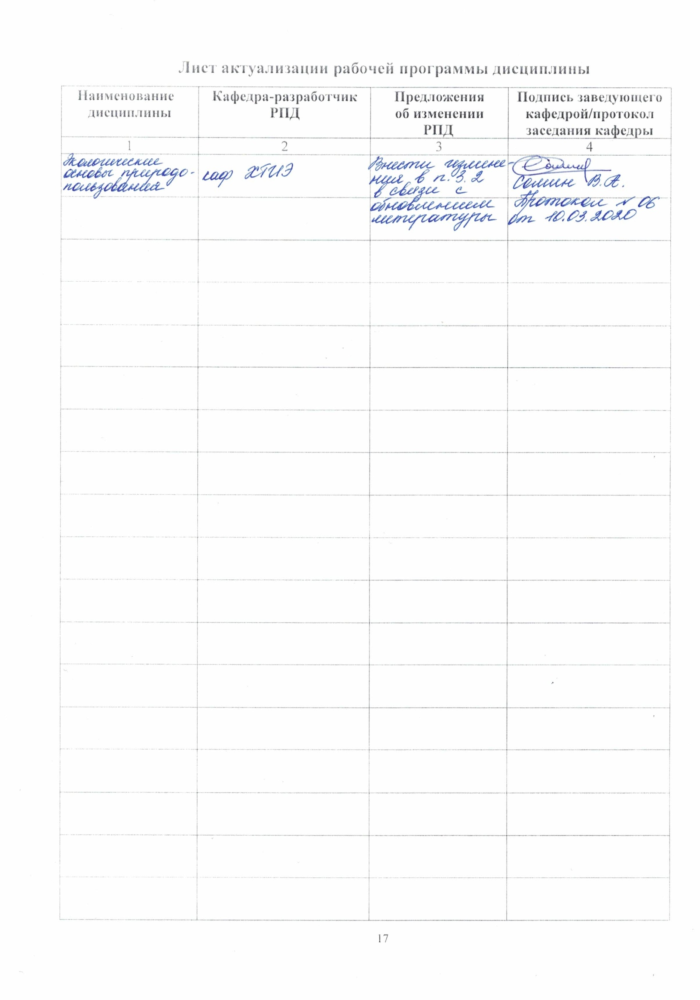 Лист актуализации рабочей программы дисциплины
Наименование
дисциплины
Кафедра-разработчик
РПД
Предложения
об изменении
РПД
Подпись заведующего
кафедрой/протокол
заседания кафедры
1
2
3
4
Экологические
основы природо-
пользования
каф ХТИЭ
Внести измене-
ния в п. 3.2
в связи с
обновлением
литературы
Сомин В.А.
Протокол № 06
от 10.03.2020
17